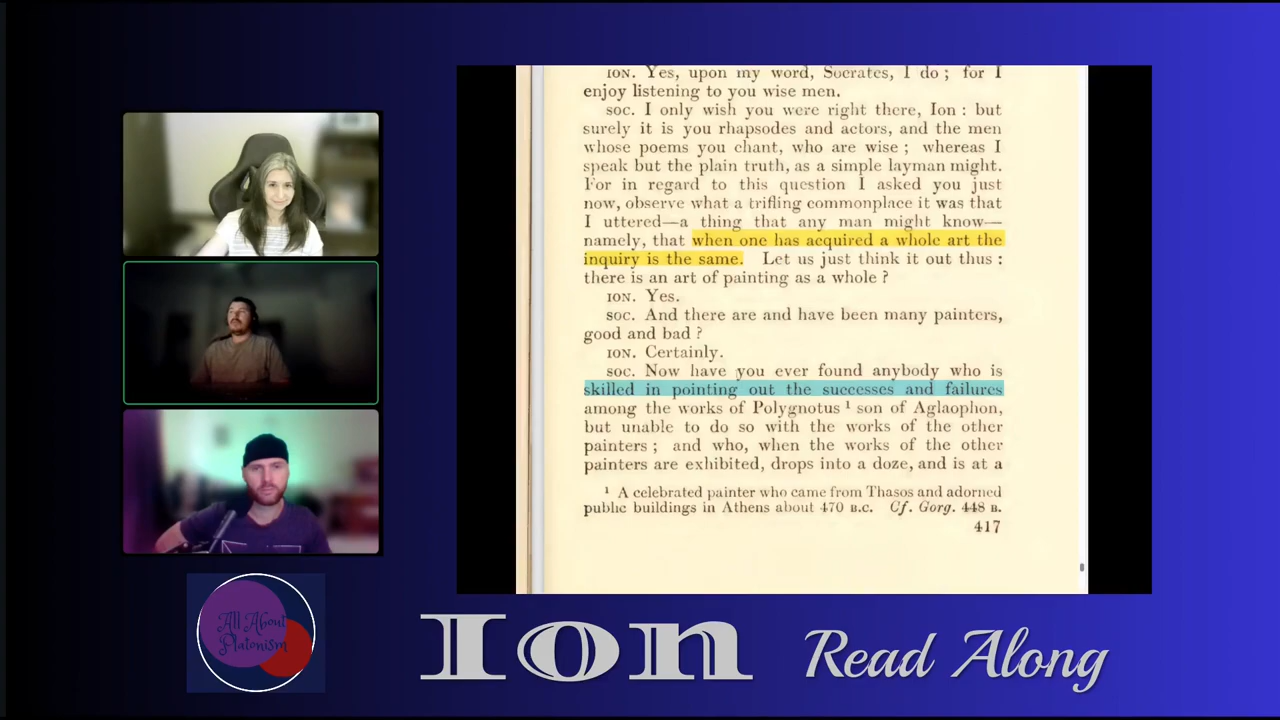 ION. Yes, upon my word, Socrates, I do ; for I
enjoy listening to you wise men.
SOC. I only wish you were right there, Ion : but
surely it is you rhapsodes and actors, and the men
whose poems you chant, who are wise ; whereas I
speak but the plain truth, as a simple layman might.
For in regard to this question I asked you just
now, observe what a trifling commonplace it was that
I uttered—a thing that any man might know—
namely, that when one has acquired a whole art the
inquiry is the same. Let us just think it out thus :
there is an art of painting as a whole ?
ION. Yes.
SOC. And there are and have been many painters,
good and bad ?
ION. Certainly.
SOC. Now have you ever found anybody who is
skilled in pointing out the successes and failures
among the works of Polygnotus ¹ son of Aglaophon,
but unable to do so with the works of the other
painters ; and who, when the works of the other
painters are exhibited, drops into a doze, and is at a
¹ A celebrated painter who came from Thasos and adorned
public buildings in Athens about 470 B.C. Cf. Gorg. 448 B.
417
All About
Platonism
Ion Read Along